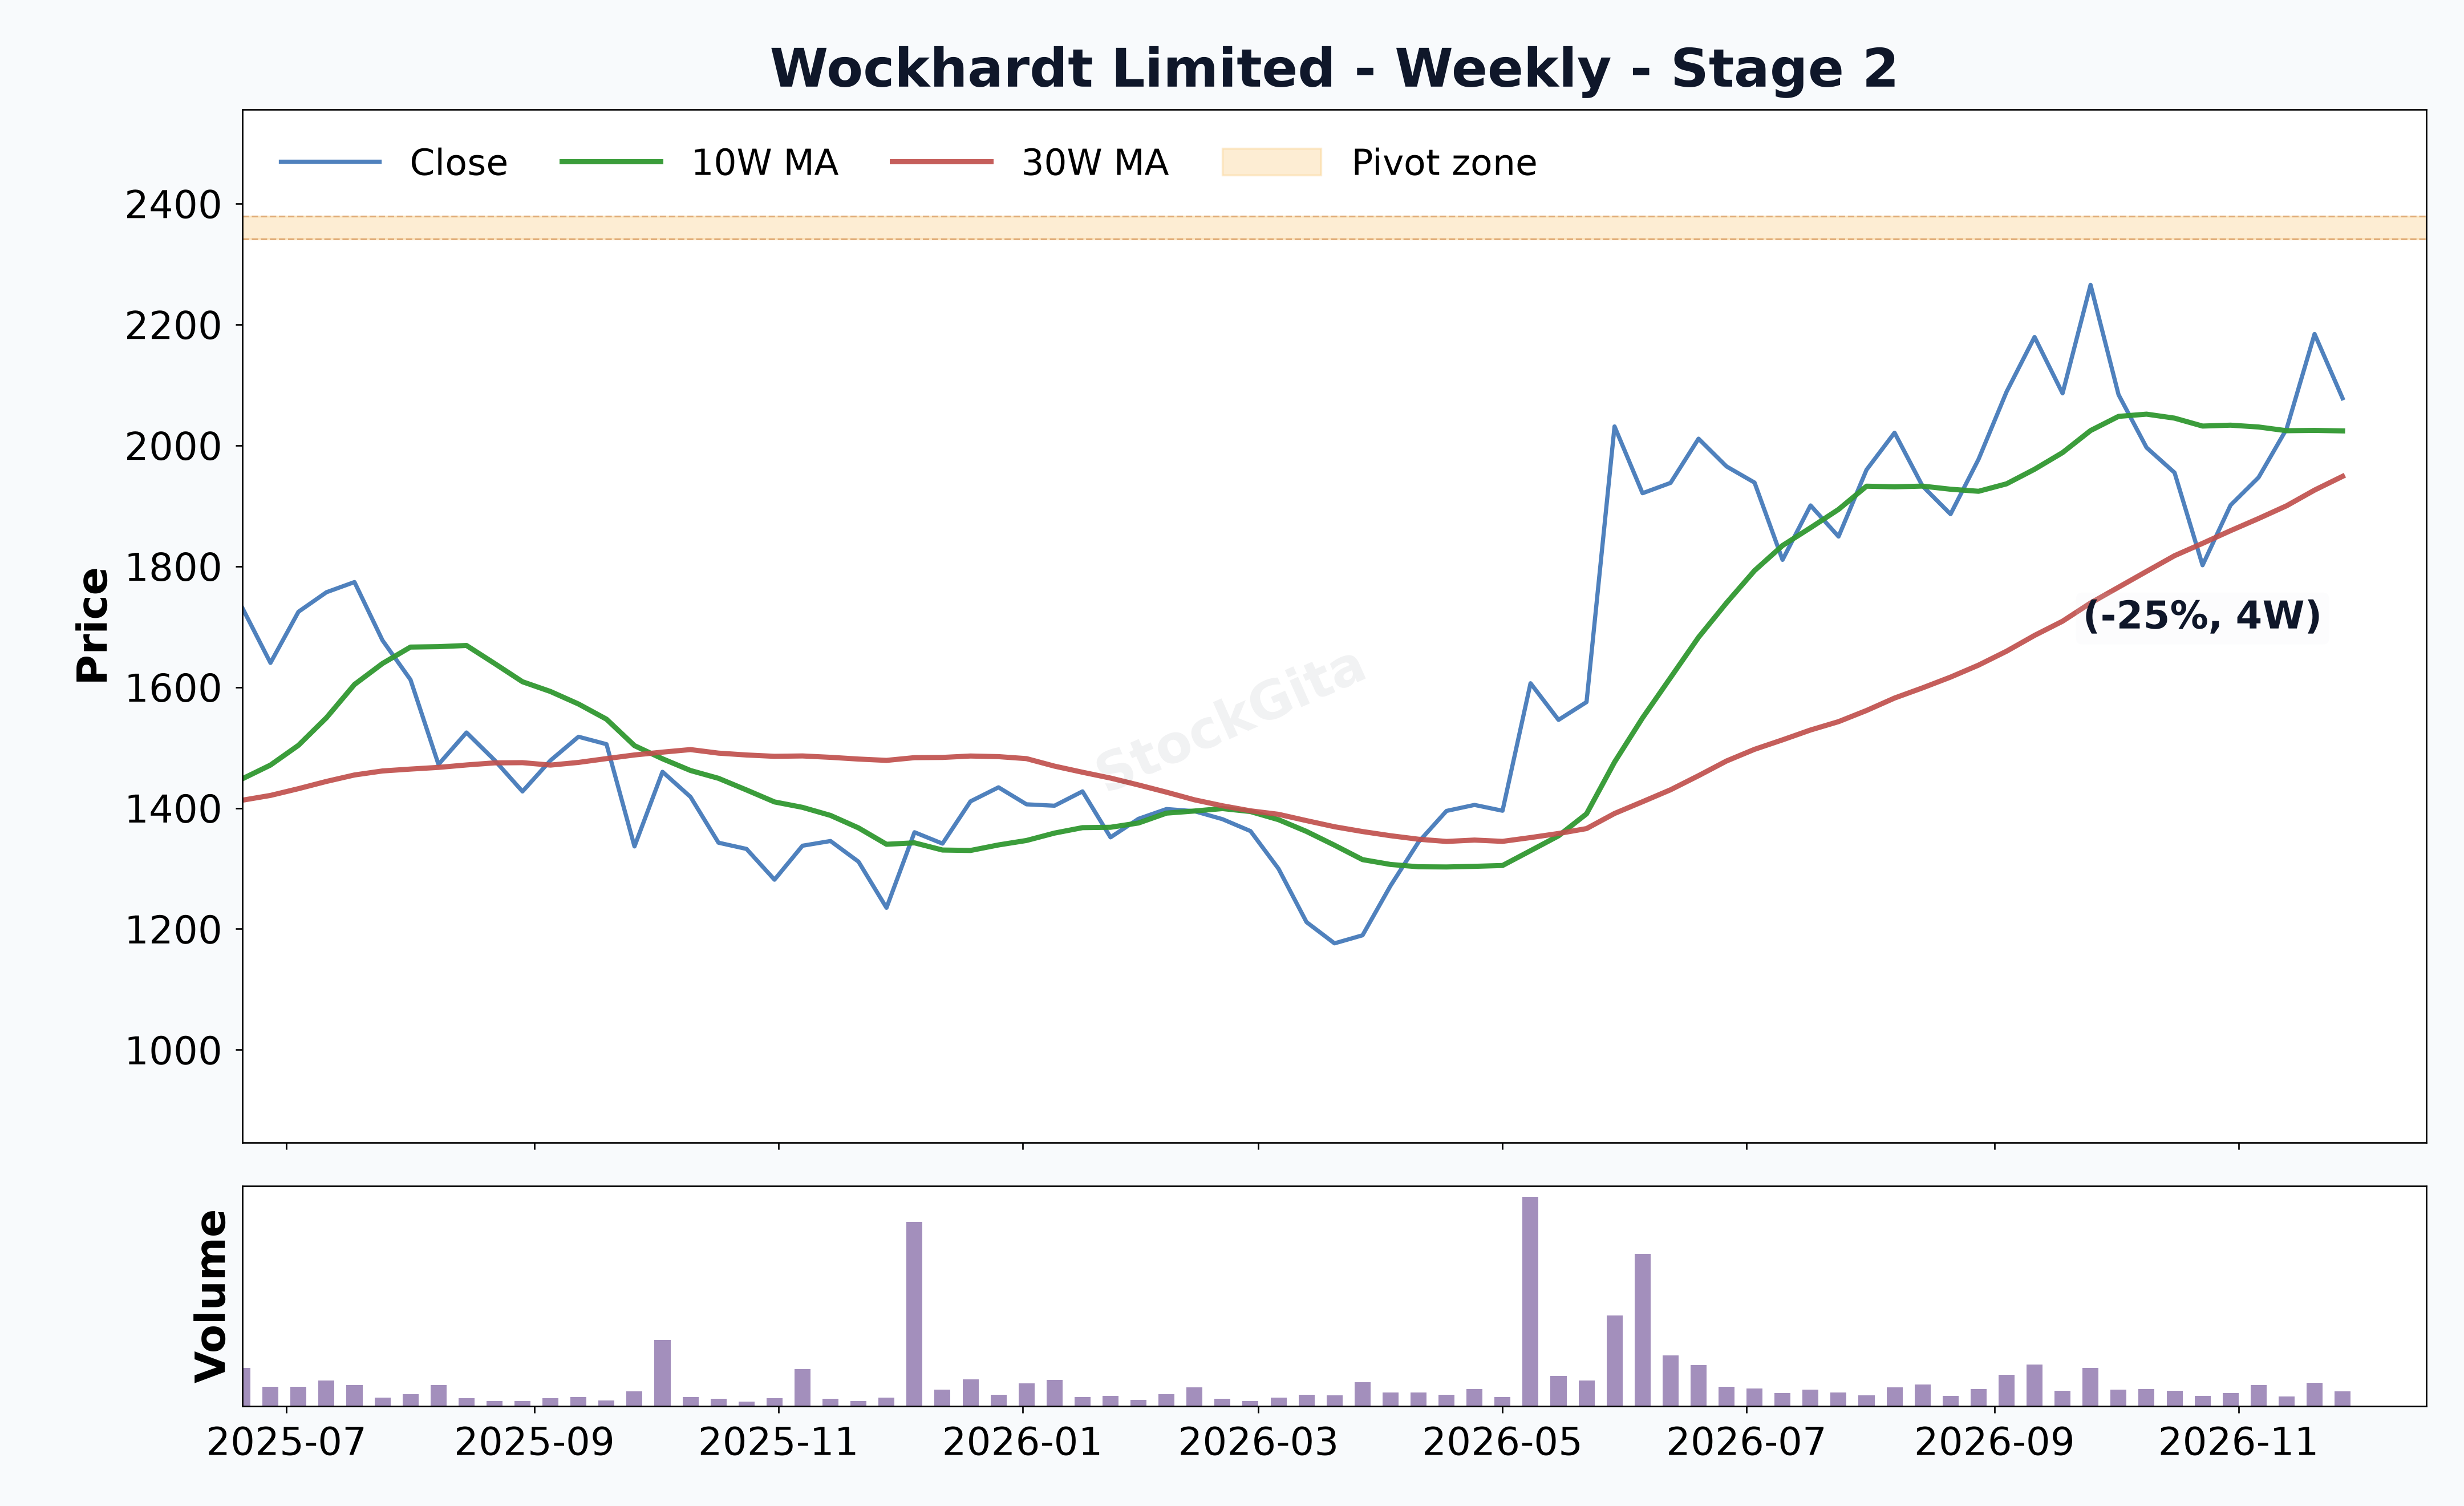 Wockhardt Limited - Weekly - Stage 2
Close 10W MA 30W MA Pivot zone
2400
2200
2000
1800
1600
1400
1200
1000
Price
(-25%, 4W)
StockGita
Volume
2025-07 2025-09 2025-11 2026-01 2026-03 2026-05 2026-07 2026-09 2026-11